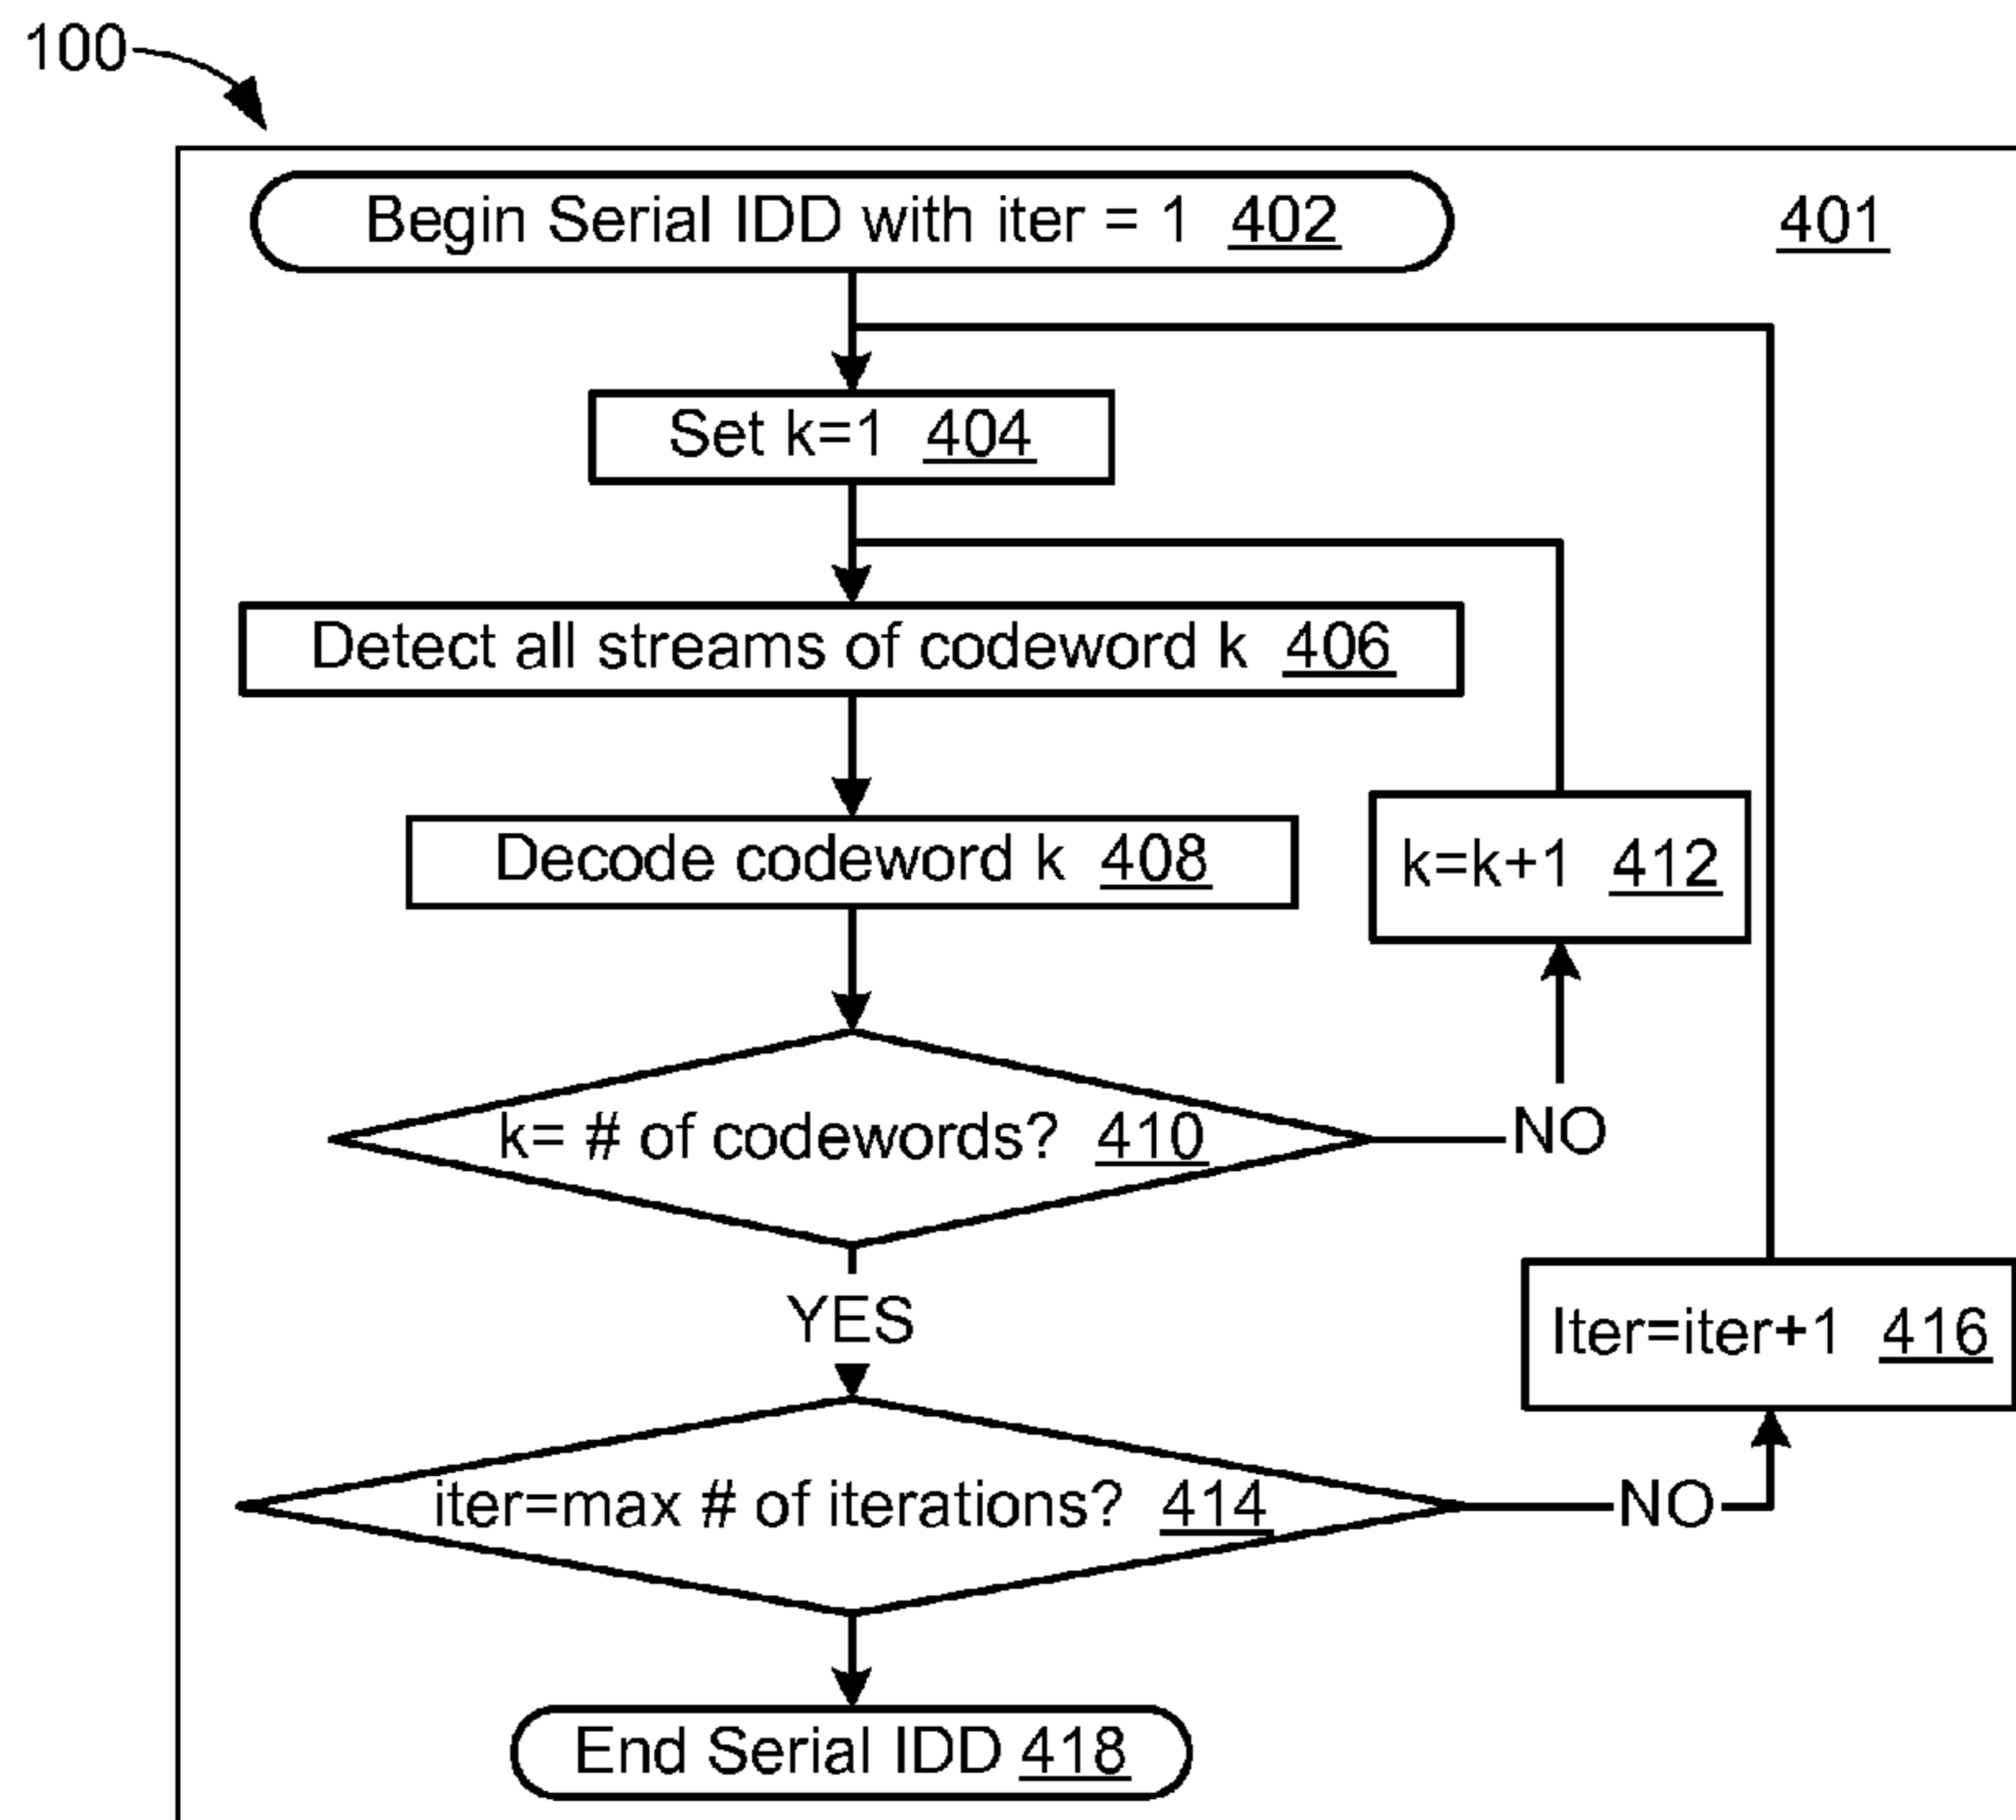 100
Begin Serial IDD with iter = 1 402
401
Set k=1 404
Detect all streams of codeword k 406
Decode codeword k 408
k=k+1 412
k= # of codewords? 410
NO
YES
Iter=iter+1 416
iter=max # of iterations? 414
NO
End Serial IDD 418